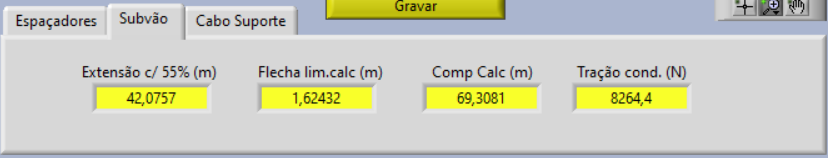 Gravar
Espaçadores Subvão Cabo Suporte
Extensão c/ 55% (m) Flecha lim.calc (m) Comp Calc (m) Tração cond. (N)
42,0757 1,62432 69,3081 8264,4